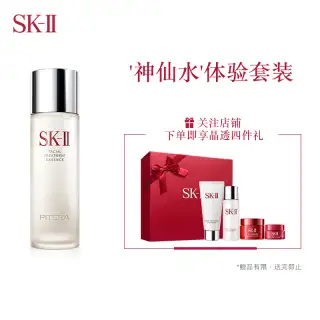 SK-II
'神仙水'体验套装
关注店铺
下单即享晶透四件礼
SK-II
FACIAL
TREATMENT
ESSENCE
PITERA
SK-II
SK-II
SK-II
*赠品有限，送完即止